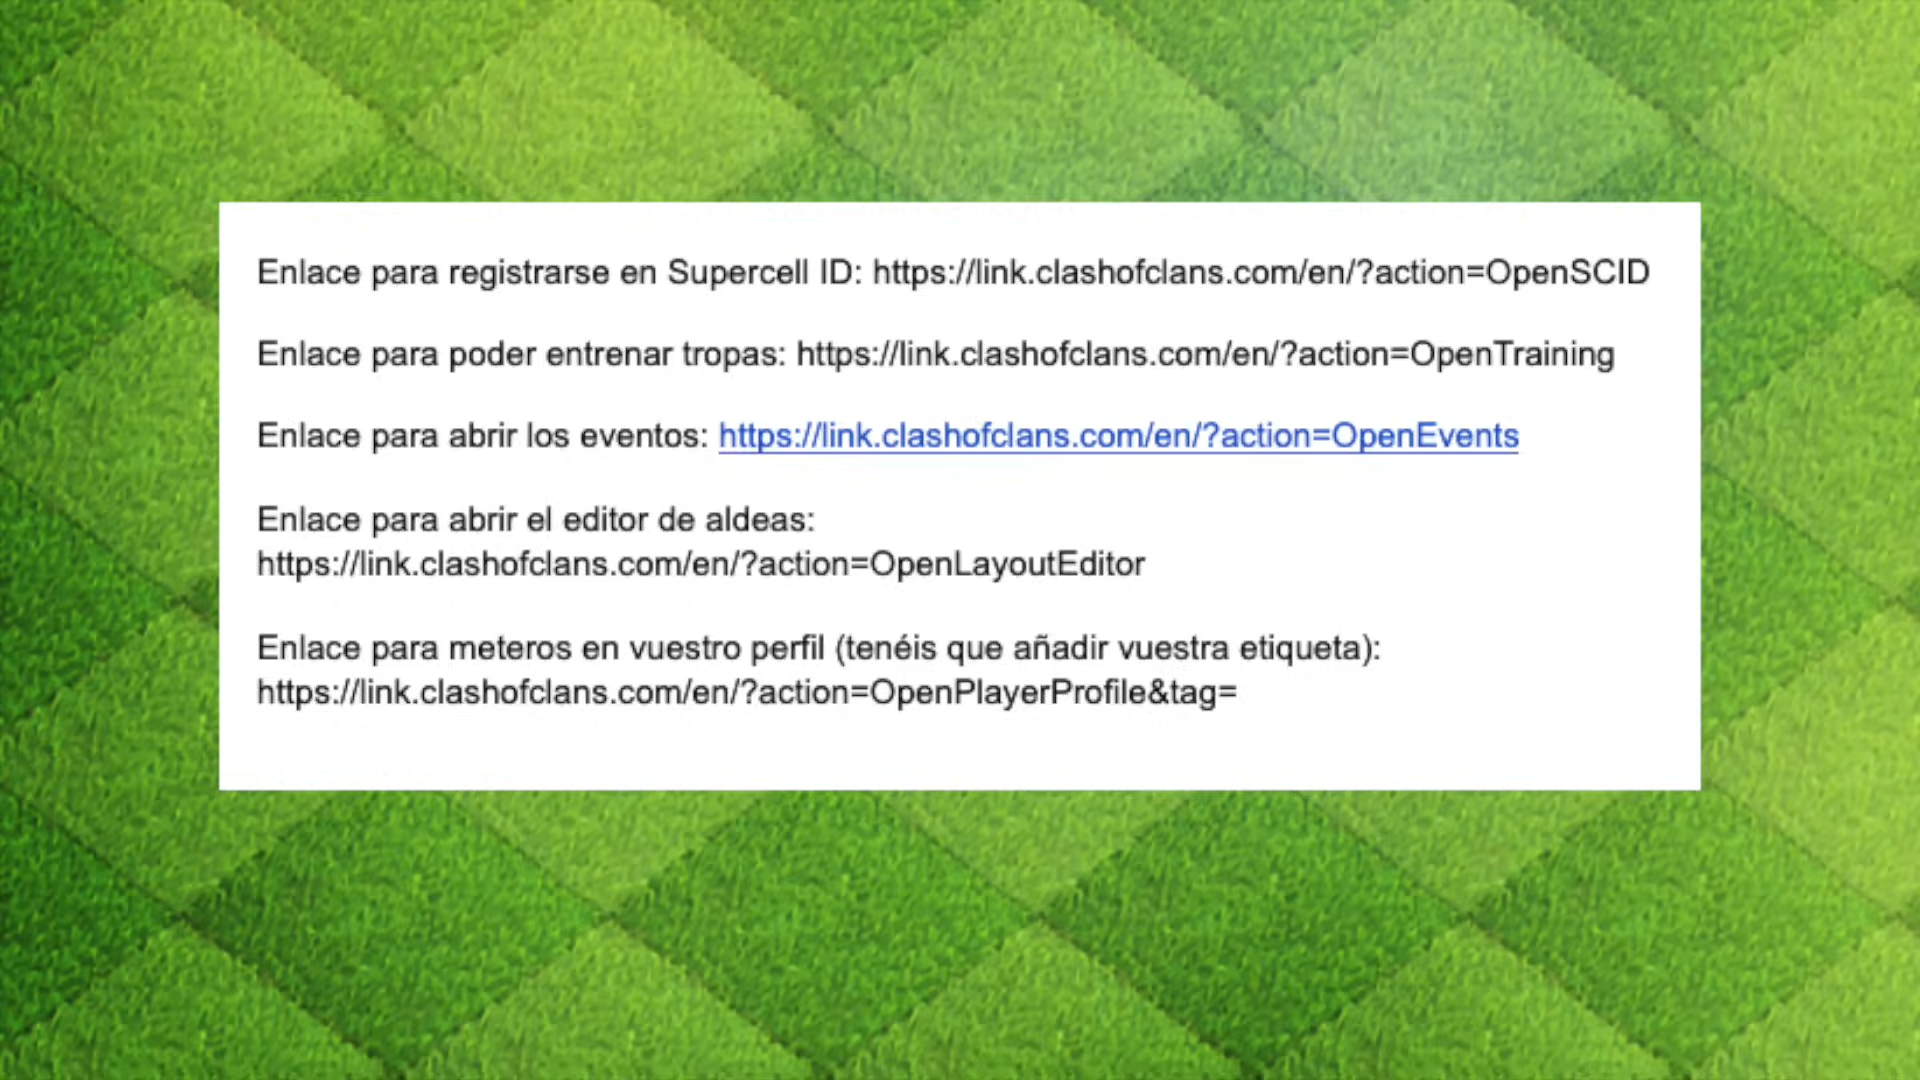 Enlace para registrarse en Supercell ID: https://link.clashofclans.com/en/?action=OpenSCID
Enlace para poder entrenar tropas: https://link.clashofclans.com/en/?action=OpenTraining
Enlace para abrir los eventos: https://link.clashofclans.com/en/?action=OpenEvents
Enlace para abrir el editor de aldeas:
https://link.clashofclans.com/en/?action=OpenLayoutEditor
Enlace para meteros en vuestro perfil (tenéis que añadir vuestra etiqueta):
https://link.clashofclans.com/en/?action=OpenPlayerProfile&tag=